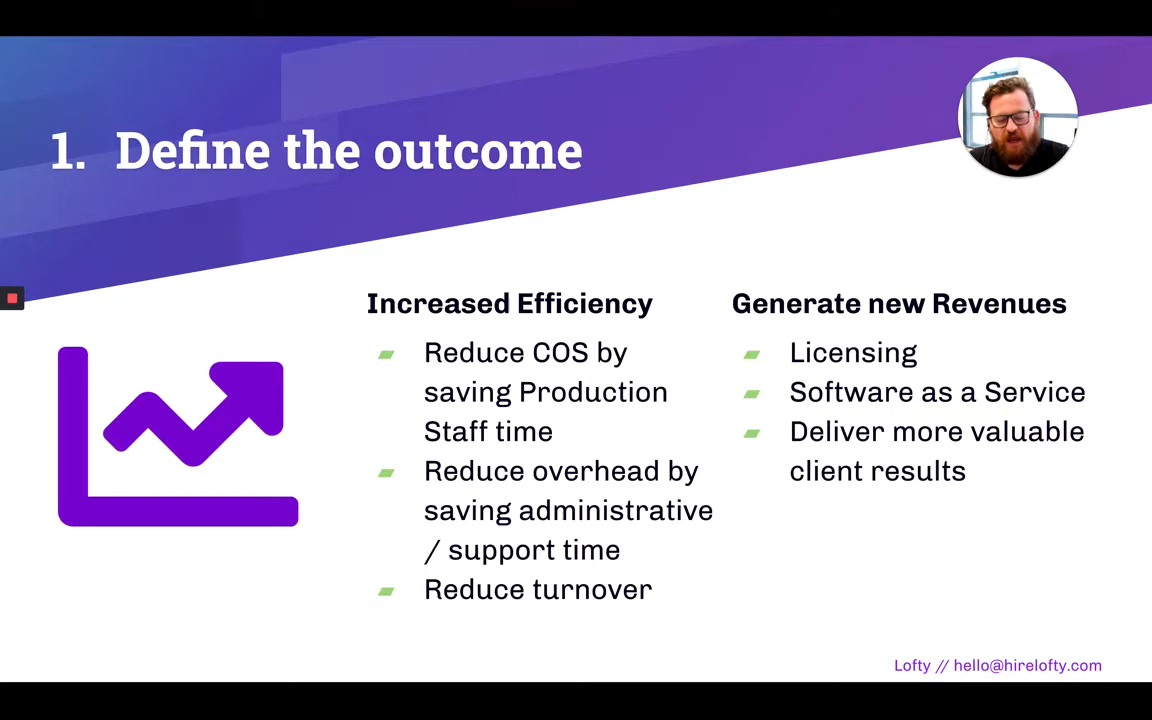 1. Define the outcome
Increased Efficiency
Reduce COS by
saving Production
Staff time
Reduce overhead by
saving administrative
/ support time
Reduce turnover
Generate new Revenues
Licensing
Software as a Service
Deliver more valuable
client results
Lofty // hello@hirelofty.com